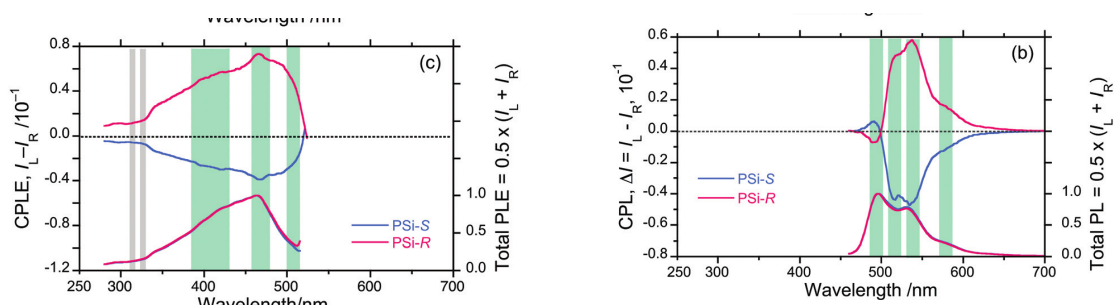 Wavelength /nm
0.8
0.4
0.0
-0.4
-0.8
-1.2
CPLE, I_L–I_R /10⁻¹
(c)
PSi-S
PSi-R
1.0
0.5
0.0
Total PLE = 0.5 x (I_L + I_R)
250 300 400 500 600 700
Wavelength /nm
0.6
0.4
0.2
0.0
-0.2
-0.4
-0.6
-0.8
CPL, ΔI = I_L - I_R, 10⁻¹
(b)
PSi-S
PSi-R
1.0
0.5
0.0
Total PL = 0.5 x (I_L + I_R)
250 300 400 500 600 700
Wavelength/nm